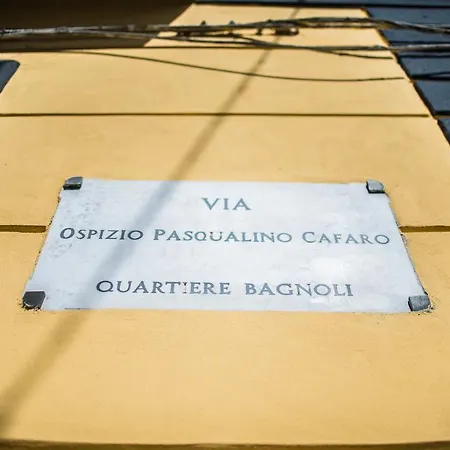 VIA
OSPIZIO PASQUALINO CAFARO
QUARTIERE BAGNOLI